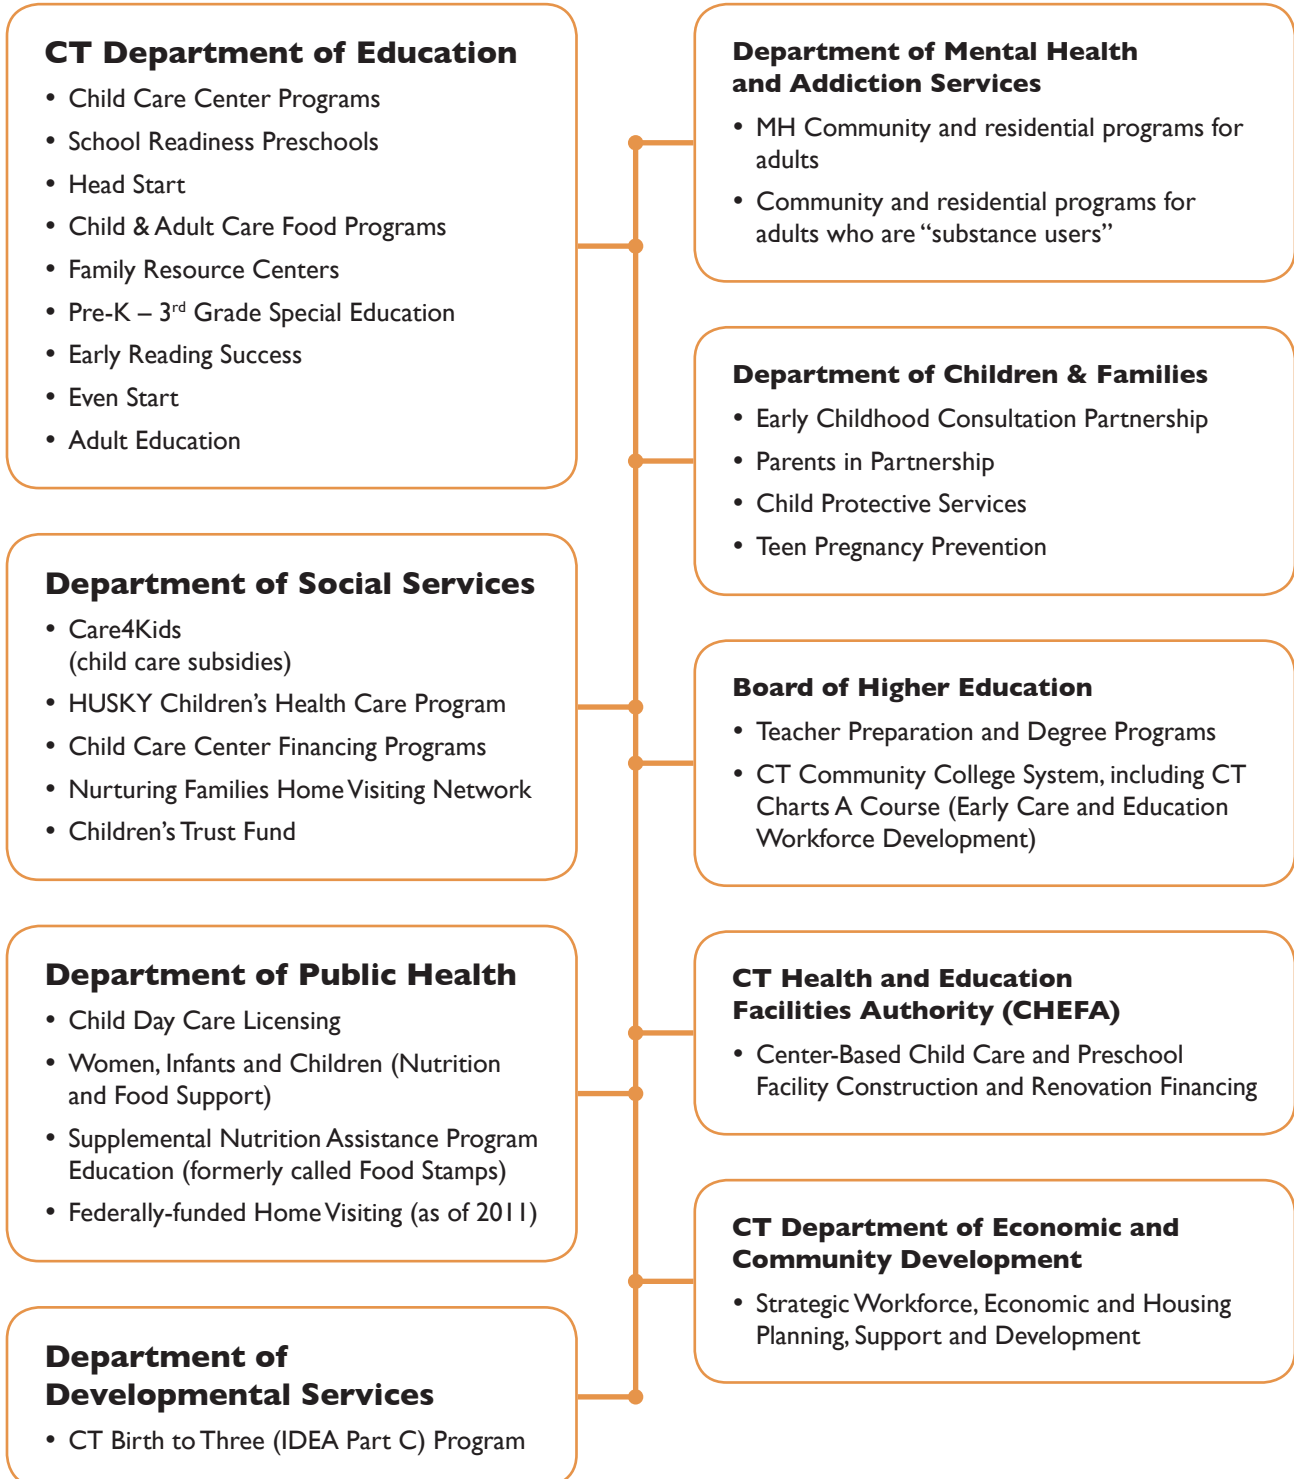 CT Department of Education
• Child Care Center Programs
• School Readiness Preschools
• Head Start
• Child & Adult Care Food Programs
• Family Resource Centers
• Pre-K – 3rd Grade Special Education
• Early Reading Success
• Even Start
• Adult Education
Department of Social Services
• Care4Kids
(child care subsidies)
• HUSKY Children’s Health Care Program
• Child Care Center Financing Programs
• Nurturing Families Home Visiting Network
• Children’s Trust Fund
Department of Public Health
• Child Day Care Licensing
• Women, Infants and Children (Nutrition
and Food Support)
• Supplemental Nutrition Assistance Program
Education (formerly called Food Stamps)
• Federally-funded Home Visiting (as of 2011)
Department of
Developmental Services
• CT Birth to Three (IDEA Part C) Program
Department of Mental Health
and Addiction Services
• MH Community and residential programs for
adults
• Community and residential programs for
adults who are “substance users”
Department of Children & Families
• Early Childhood Consultation Partnership
• Parents in Partnership
• Child Protective Services
• Teen Pregnancy Prevention
Board of Higher Education
• Teacher Preparation and Degree Programs
• CT Community College System, including CT
Charts A Course (Early Care and Education
Workforce Development)
CT Health and Education
Facilities Authority (CHEFA)
• Center-Based Child Care and Preschool
Facility Construction and Renovation Financing
CT Department of Economic and
Community Development
• Strategic Workforce, Economic and Housing
Planning, Support and Development